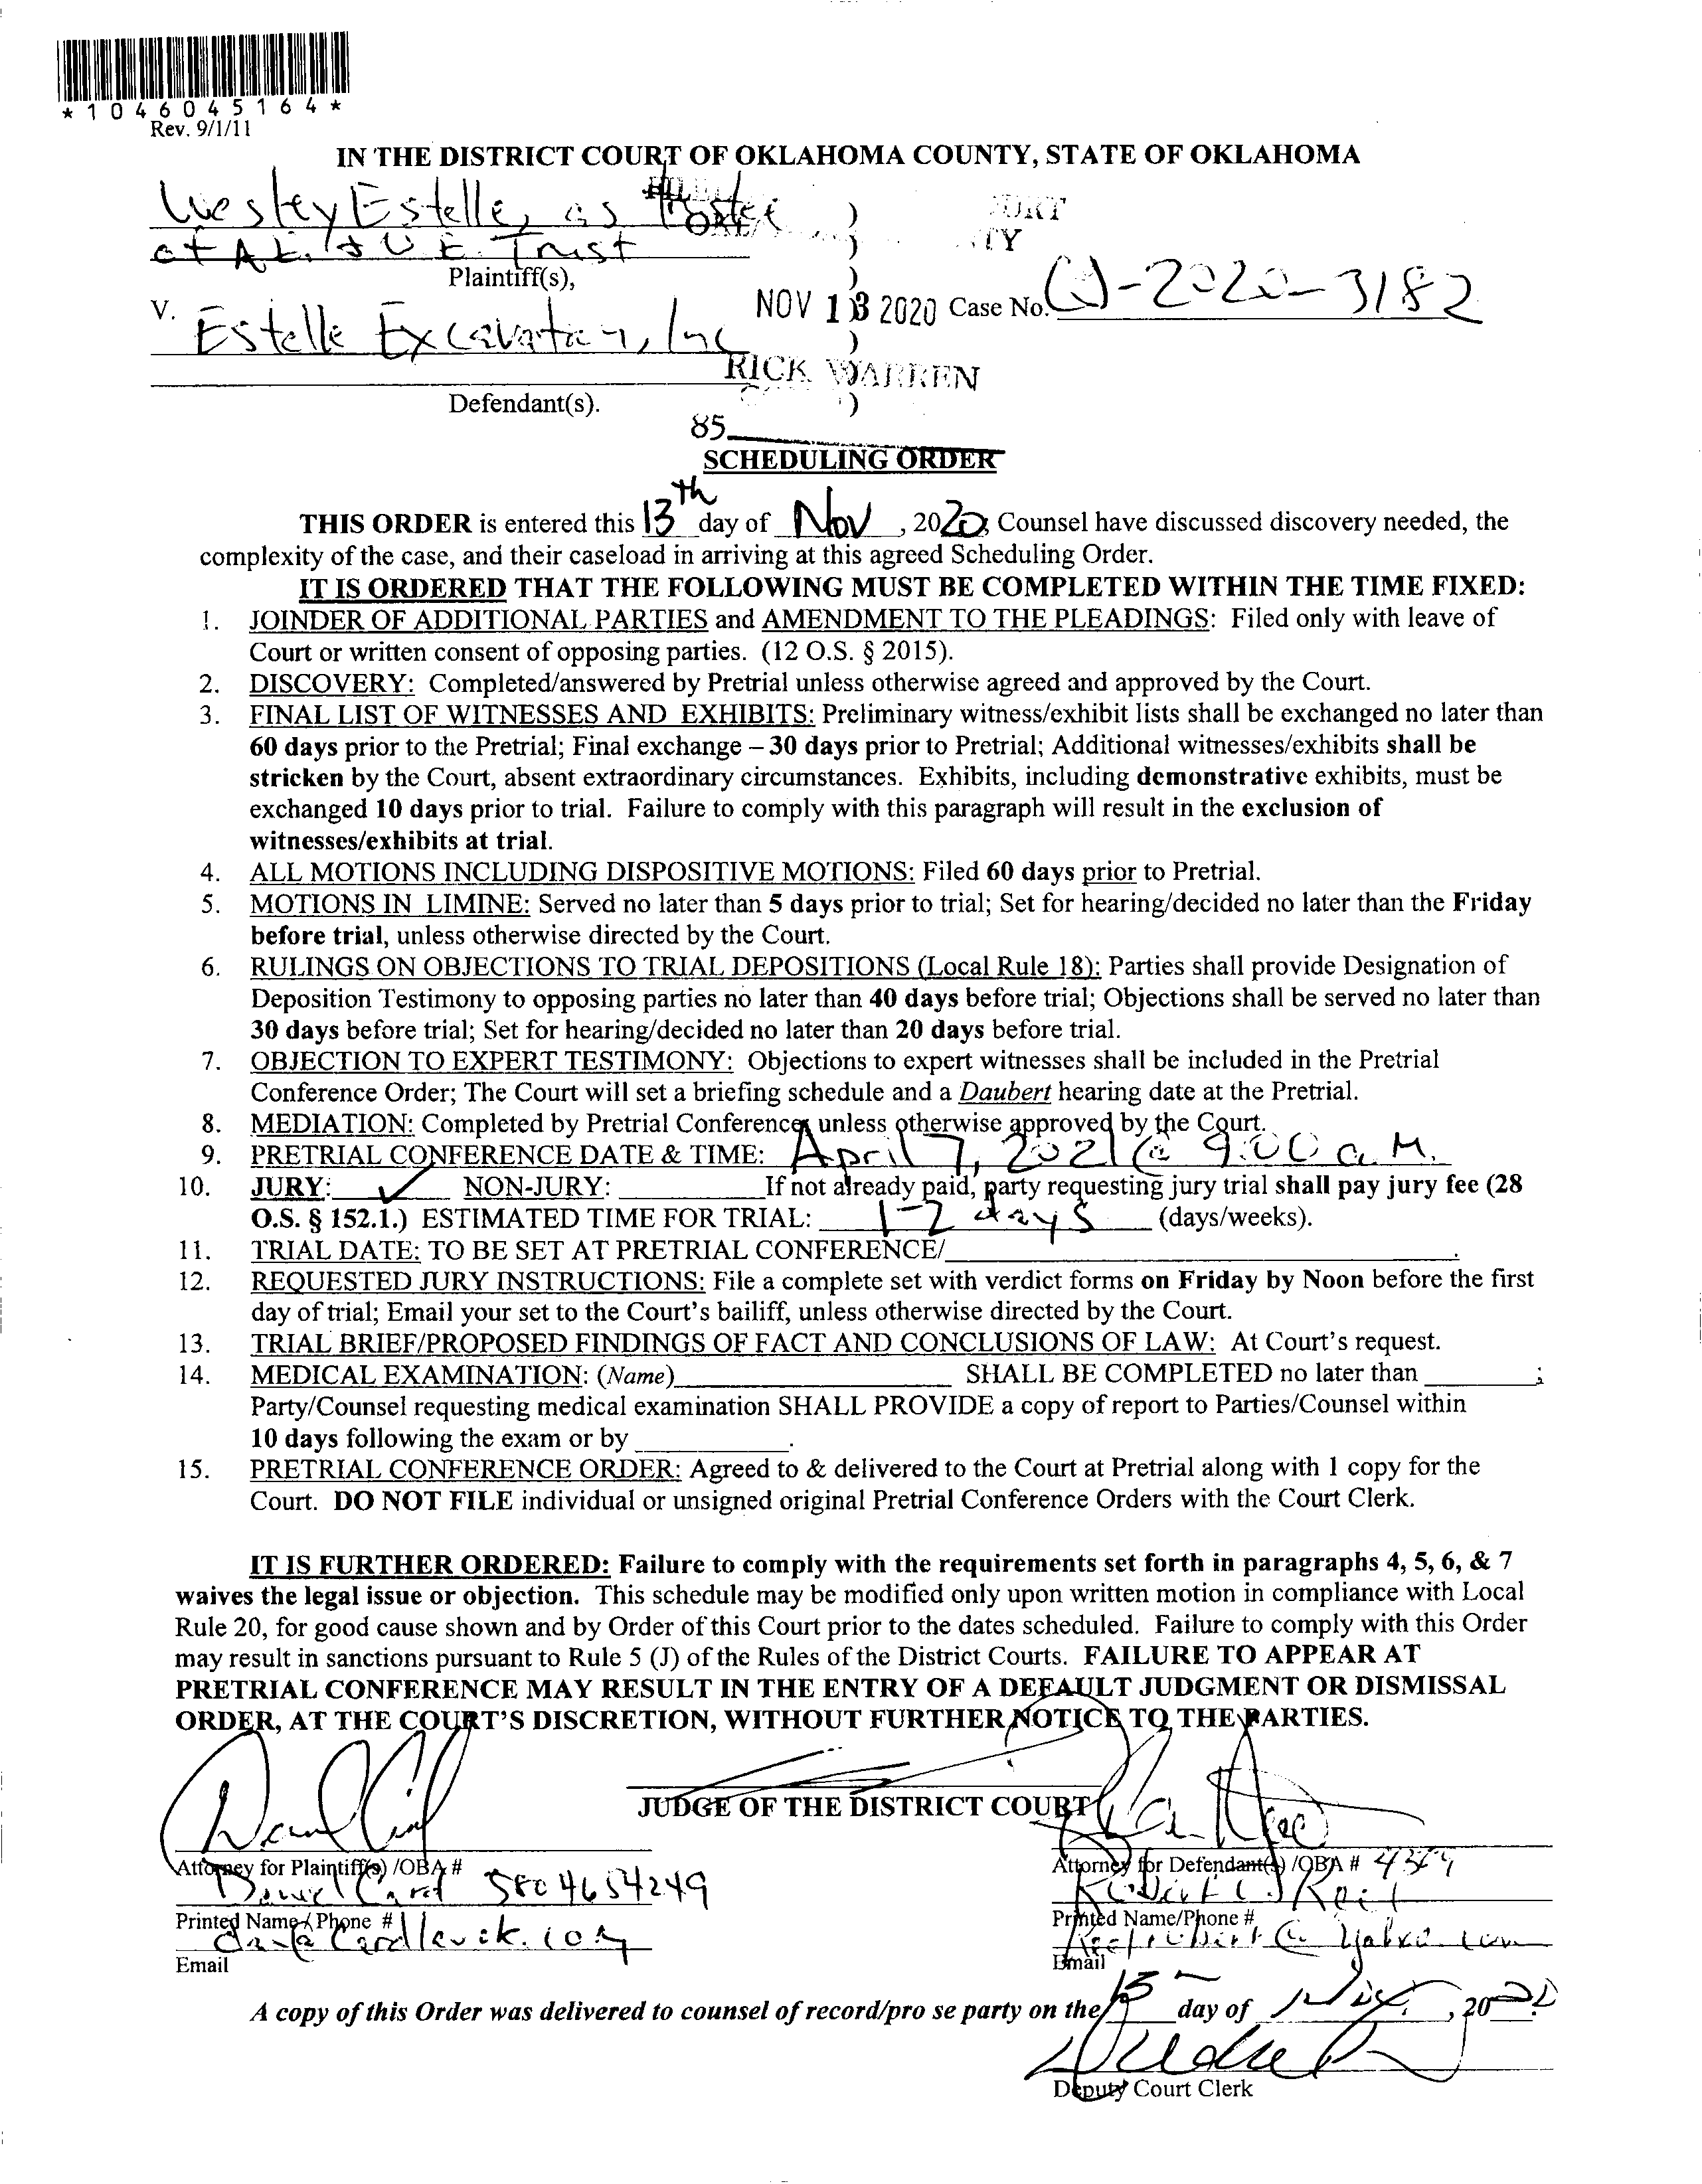 *1046045164*
Rev. 9/1/11
IN THE DISTRICT COURT OF OKLAHOMA COUNTY, STATE OF OKLAHOMA
Wesley Estelle, as Trustee )
of A.E. & U.E. Trust )
Plaintiff(s), )
v. NOV 13 2020 Case No. CJ-2020-3182
Estelle Excavation, Inc )
RICK WARREN
Defendant(s). )
85
SCHEDULING ORDER
THIS ORDER is entered this 13th day of Nov, 2020; Counsel have discussed discovery needed, the
complexity of the case, and their caseload in arriving at this agreed Scheduling Order.
IT IS ORDERED THAT THE FOLLOWING MUST BE COMPLETED WITHIN THE TIME FIXED:
1. JOINDER OF ADDITIONAL PARTIES and AMENDMENT TO THE PLEADINGS: Filed only with leave of
Court or written consent of opposing parties. (12 O.S. § 2015).
2. DISCOVERY: Completed/answered by Pretrial unless otherwise agreed and approved by the Court.
3. FINAL LIST OF WITNESSES AND EXHIBITS: Preliminary witness/exhibit lists shall be exchanged no later than
60 days prior to the Pretrial; Final exchange – 30 days prior to Pretrial; Additional witnesses/exhibits shall be
stricken by the Court, absent extraordinary circumstances. Exhibits, including demonstrative exhibits, must be
exchanged 10 days prior to trial. Failure to comply with this paragraph will result in the exclusion of
witnesses/exhibits at trial.
4. ALL MOTIONS INCLUDING DISPOSITIVE MOTIONS: Filed 60 days prior to Pretrial.
5. MOTIONS IN LIMINE: Served no later than 5 days prior to trial; Set for hearing/decided no later than the Friday
before trial, unless otherwise directed by the Court.
6. RULINGS ON OBJECTIONS TO TRIAL DEPOSITIONS (Local Rule 18): Parties shall provide Designation of
Deposition Testimony to opposing parties no later than 40 days before trial; Objections shall be served no later than
30 days before trial; Set for hearing/decided no later than 20 days before trial.
7. OBJECTION TO EXPERT TESTIMONY: Objections to expert witnesses shall be included in the Pretrial
Conference Order; The Court will set a briefing schedule and a Daubert hearing date at the Pretrial.
8. MEDIATION: Completed by Pretrial Conference, unless otherwise approved by the Court.
9. PRETRIAL CONFERENCE DATE & TIME: April 7, 2021 @ 9:00 a.M.
10. JURY: ✓ NON-JURY: ________ If not already paid, party requesting jury trial shall pay jury fee (28
O.S. § 152.1.) ESTIMATED TIME FOR TRIAL: 1-2 days (days/weeks).
11. TRIAL DATE: TO BE SET AT PRETRIAL CONFERENCE/________.
12. REQUESTED JURY INSTRUCTIONS: File a complete set with verdict forms on Friday by Noon before the first
day of trial; Email your set to the Court's bailiff, unless otherwise directed by the Court.
13. TRIAL BRIEF/PROPOSED FINDINGS OF FACT AND CONCLUSIONS OF LAW: At Court's request.
14. MEDICAL EXAMINATION: (Name)________ SHALL BE COMPLETED no later than ________;
Party/Counsel requesting medical examination SHALL PROVIDE a copy of report to Parties/Counsel within
10 days following the exam or by ________.
15. PRETRIAL CONFERENCE ORDER: Agreed to & delivered to the Court at Pretrial along with 1 copy for the
Court. DO NOT FILE individual or unsigned original Pretrial Conference Orders with the Court Clerk.
IT IS FURTHER ORDERED: Failure to comply with the requirements set forth in paragraphs 4, 5, 6, & 7
waives the legal issue or objection. This schedule may be modified only upon written motion in compliance with Local
Rule 20, for good cause shown and by Order of this Court prior to the dates scheduled. Failure to comply with this Order
may result in sanctions pursuant to Rule 5 (J) of the Rules of the District Courts. FAILURE TO APPEAR AT
PRETRIAL CONFERENCE MAY RESULT IN THE ENTRY OF A DEFAULT JUDGMENT OR DISMISSAL
ORDER, AT THE COURT'S DISCRETION, WITHOUT FURTHER NOTICE TO THE PARTIES.
JUDGE OF THE DISTRICT COURT
Attorney for Plaintiff(s) /OBA # Attorney for Defendant(s) /OBA #
Daniel Card 580 465 4249
Printed Name/ Phone # Printed Name/Phone #
Email Email
A copy of this Order was delivered to counsel of record/pro se party on the 13 day of Nov., 2020.
Deputy Court Clerk